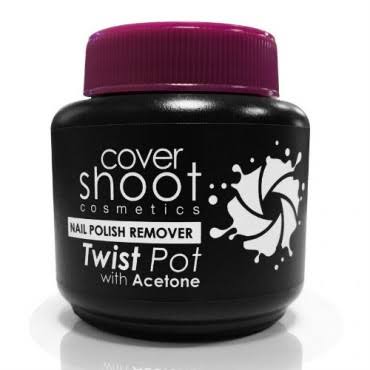 cover
shoot
cosmetics
NAIL POLISH REMOVER
Twist Pot
with Acetone